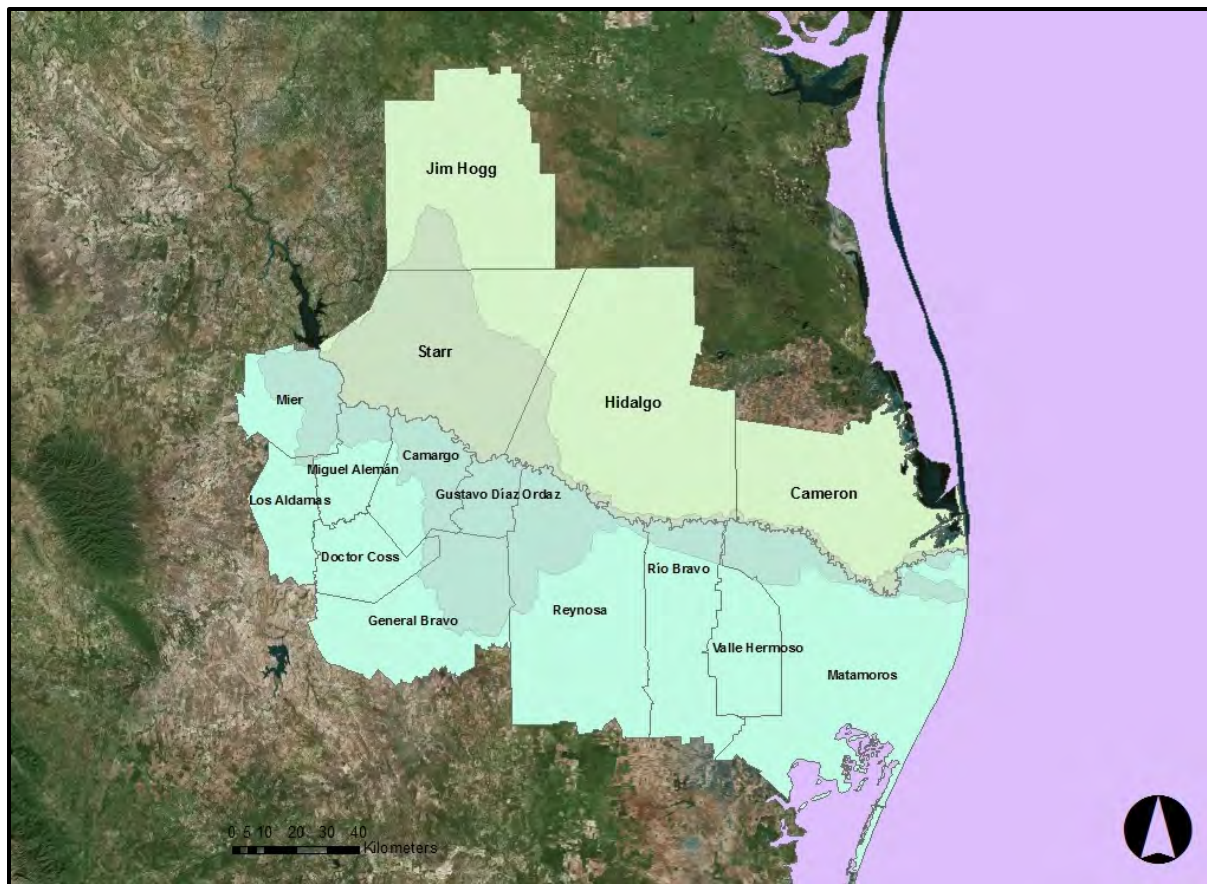 Jim Hogg
Starr
Hidalgo
Mier
Camargo
Miguel Alemán
Gustavo Díaz Ordaz
Cameron
Los Aldamas
Doctor Coss
Río Bravo
Reynosa
General Bravo
Valle Hermoso
Matamoros
0 5 10 20 30 40
Kilometers